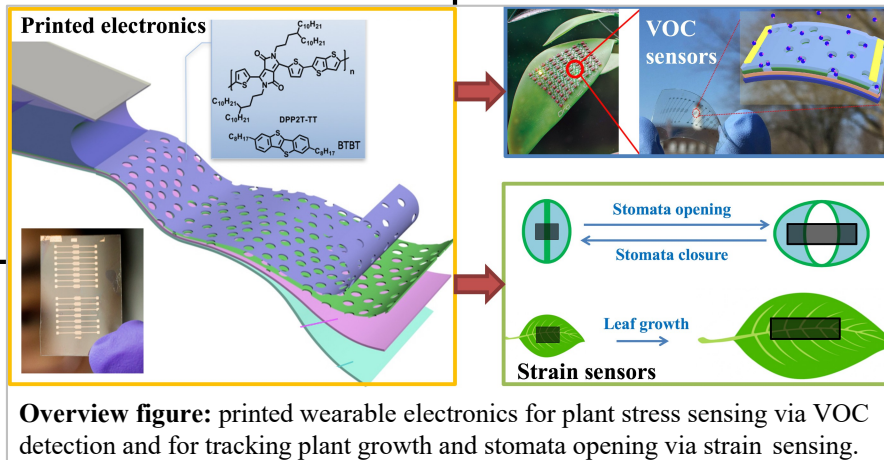 Printed electronics
C₁₀H₂₁
C₁₀H₂₁
N
O
S
S
S
S
n
O
N
C₁₀H₂₁
C₁₀H₂₁
DPP2T-TT
C₈H₁₇
S
S
C₈H₁₇
BTBT
VOC
sensors
Stomata opening
Stomata closure
Leaf growth
Strain sensors
Overview figure: printed wearable electronics for plant stress sensing via VOC
detection and for tracking plant growth and stomata opening via strain sensing.